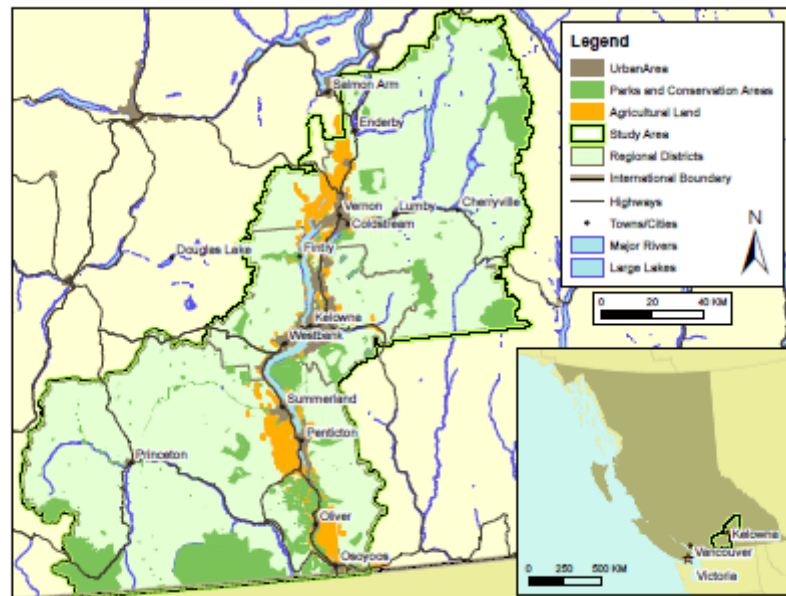 Legend
UrbanArea
Parks and Conservation Areas
Agricultural Land
Study Area
Regional Districts
International Boundary
Highways
Towns/Cities
Major Rivers
Large Lakes
N
0 20 40 KM
Salmon Arm
Enderby
Vernon
Lumby
Cherryville
Coldstream
Douglas Lake
Fintry
Kelowna
Westbank
Summerland
Penticton
Princeton
Oliver
Osoyoos
Kelowna
Vancouver
Victoria
0 250 500 KM